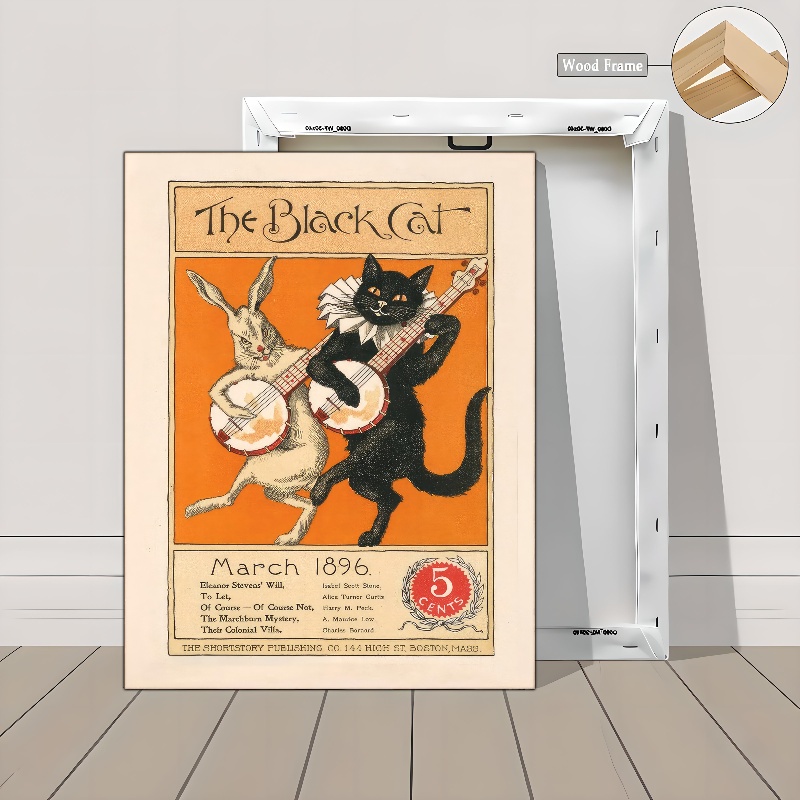 Wood Frame
The Black Cat
March 1896.
Eleanor Stevens' Will, Isabel Scott Stone,
To Let, Alice Turner Curtis
Of Course — Of Course Not, Harry M. Peck,
The Marchburn Mystery, A. Maurice Low
Their Colonial Villa, Charles Barnard
5
CENTS
THE SHORTSTORY PUBLISHING CO. 144 HIGH ST. BOSTON, MASS.